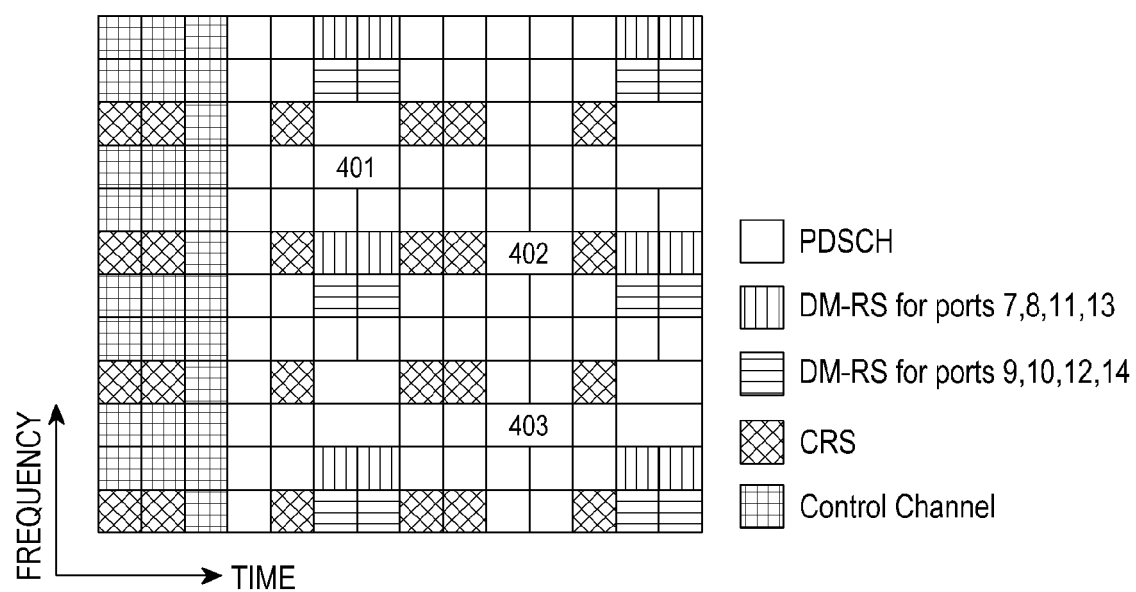 401
402
403
PDSCH
DM-RS for ports 7,8,11,13
DM-RS for ports 9,10,12,14
CRS
Control Channel
FREQUENCY
TIME